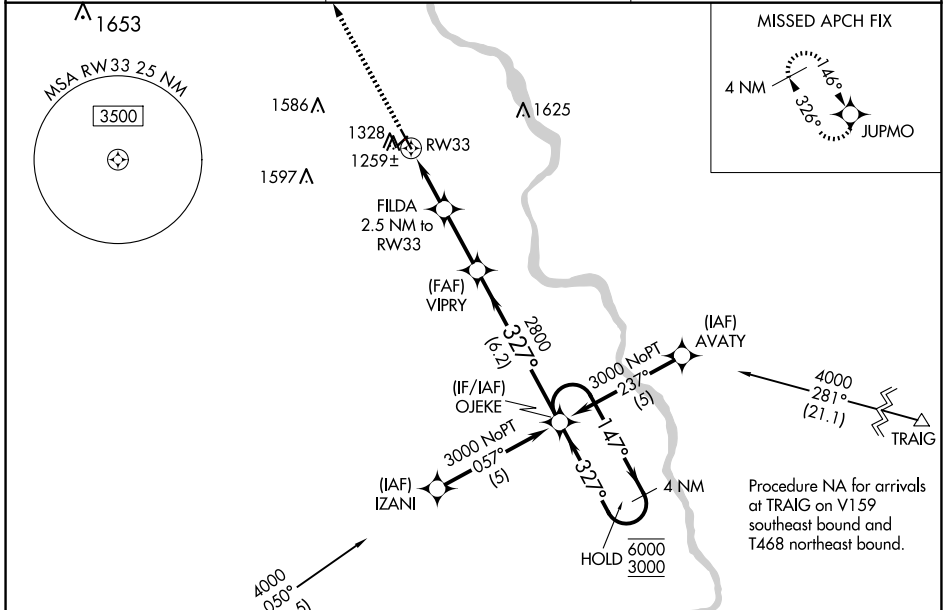 1653
MSA RW33 25 NM
3500
MISSED APCH FIX
4 NM
146°
326°
JUPMO
1586
1625
1328
RW33
1259±
1597
FILDA
2.5 NM to
RW33
(FAF)
VIPRY
2800
327°
(6.2)
(IAF)
AVATY
3000 NoPT
237°
(5)
(IF/IAF)
OJEKE
4000
281°
(21.1)
TRAIG
3000 NoPT
057°
(5)
147°
327°
4 NM
(IAF)
IZANI
HOLD
6000
3000
Procedure NA for arrivals
at TRAIG on V159
southeast bound and
T468 northeast bound.
4000
050°